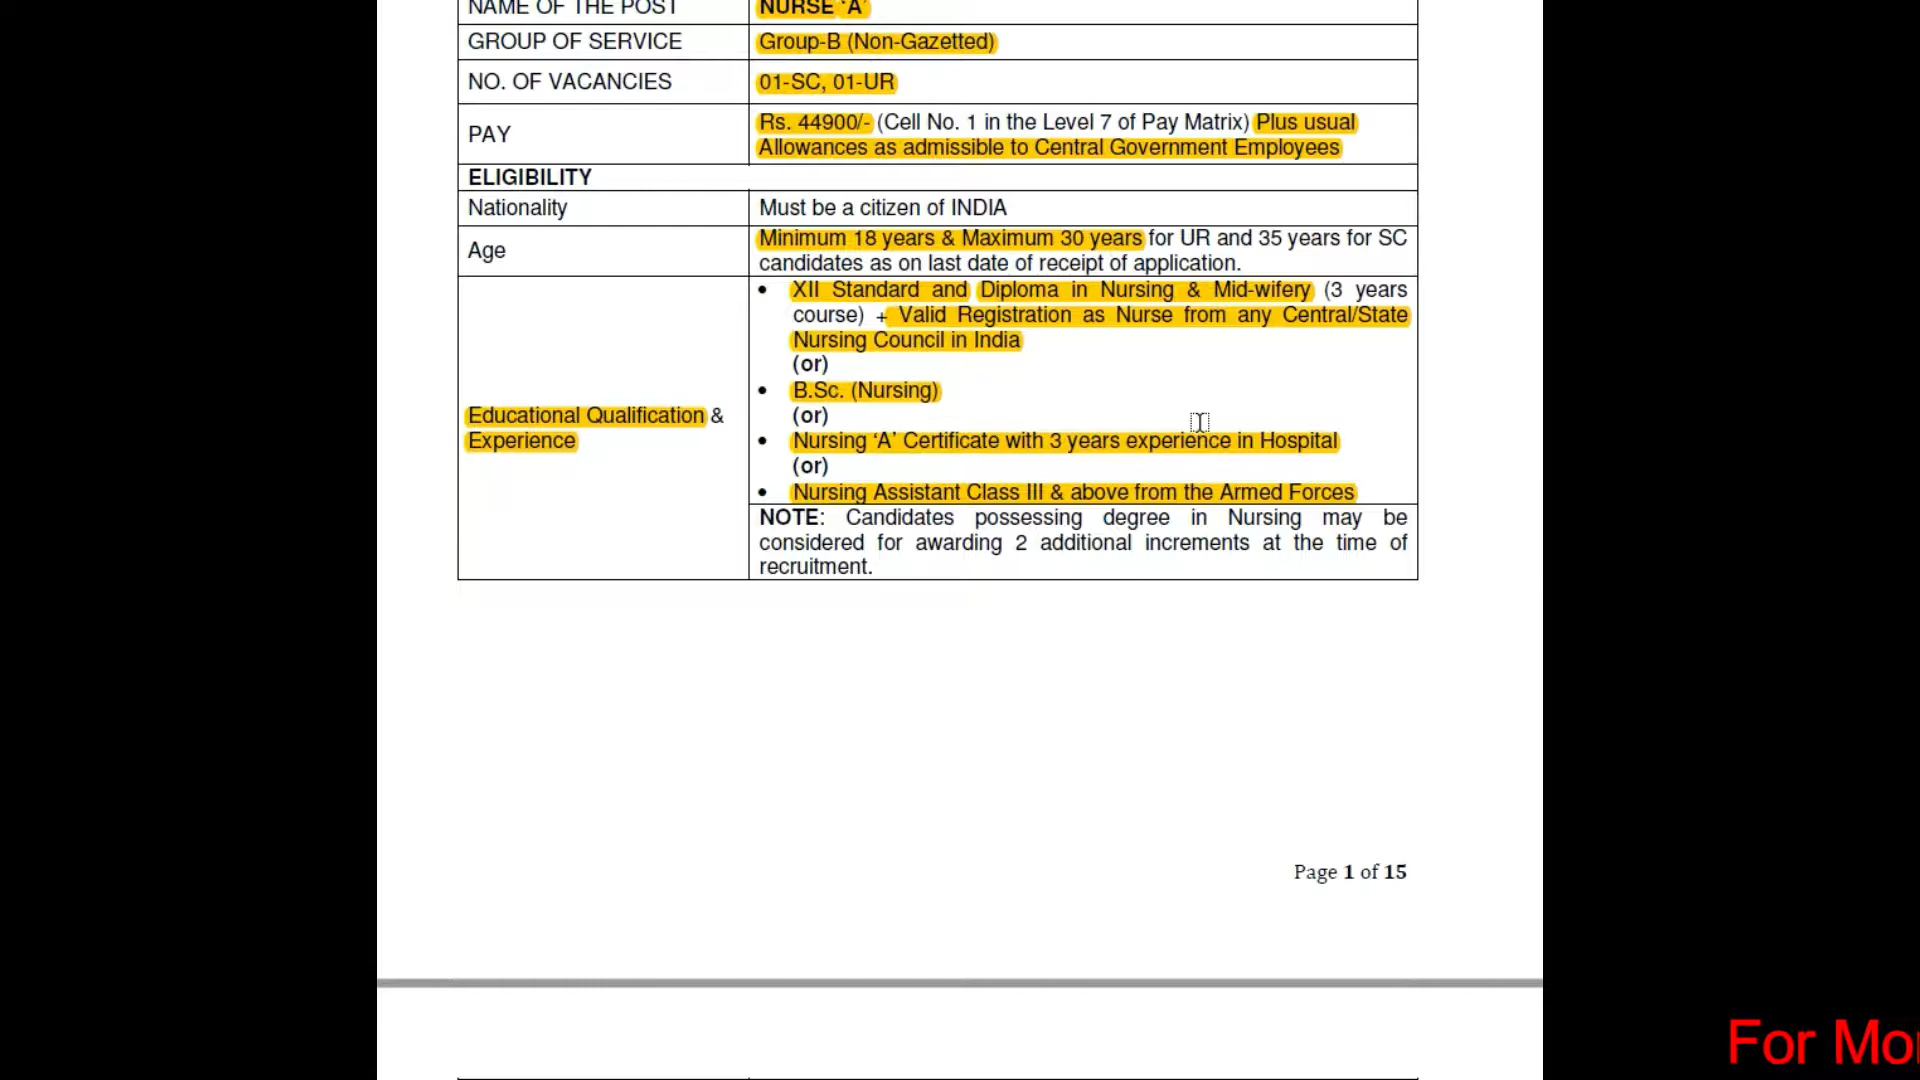 NAME OF THE POST
NURSE ‘A’
GROUP OF SERVICE
Group-B (Non-Gazetted)
NO. OF VACANCIES
01-SC, 01-UR
PAY
Rs. 44900/- (Cell No. 1 in the Level 7 of Pay Matrix) Plus usual
Allowances as admissible to Central Government Employees
ELIGIBILITY
Nationality
Must be a citizen of INDIA
Age
Minimum 18 years & Maximum 30 years for UR and 35 years for SC
candidates as on last date of receipt of application.
Educational Qualification &
Experience
• XII Standard and Diploma in Nursing & Mid-wifery (3 years
course) + Valid Registration as Nurse from any Central/State
Nursing Council in India
(or)
• B.Sc. (Nursing)
(or)
• Nursing ‘A’ Certificate with 3 years experience in Hospital
(or)
• Nursing Assistant Class III & above from the Armed Forces
NOTE: Candidates possessing degree in Nursing may be
considered for awarding 2 additional increments at the time of
recruitment.
Page 1 of 15
For